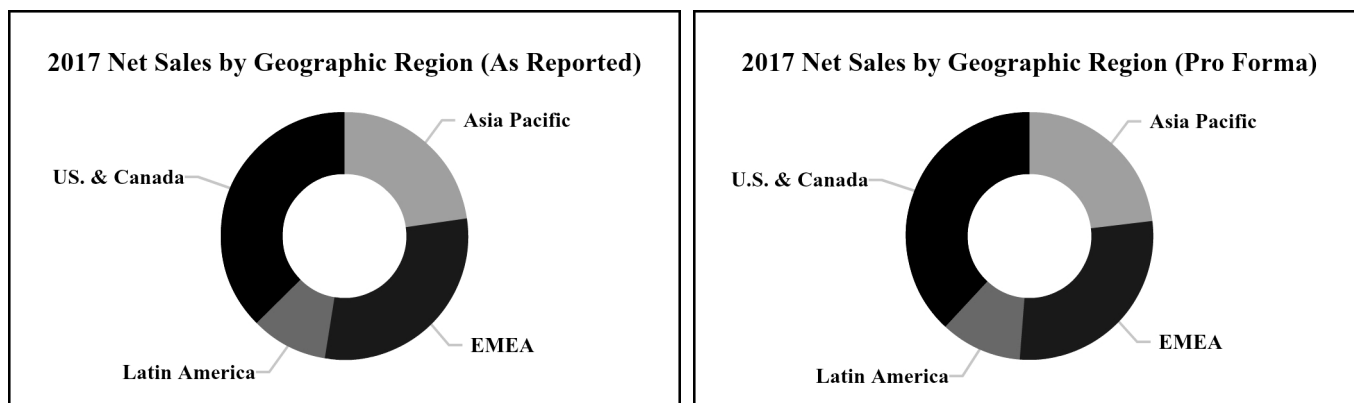 2017 Net Sales by Geographic Region (As Reported)
Asia Pacific
US. & Canada
EMEA
Latin America
2017 Net Sales by Geographic Region (Pro Forma)
Asia Pacific
U.S. & Canada
EMEA
Latin America